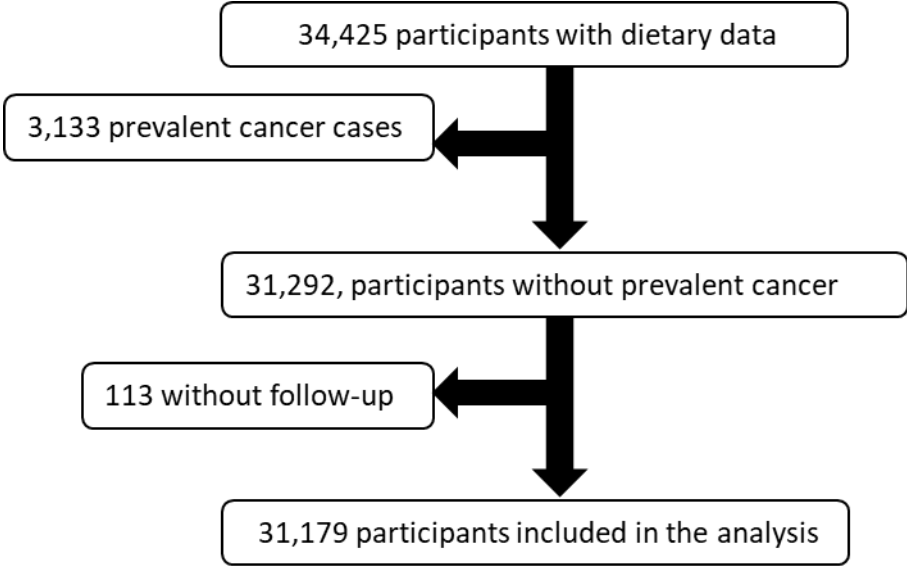 34,425 participants with dietary data
3,133 prevalent cancer cases
31,292, participants without prevalent cancer
113 without follow-up
31,179 participants included in the analysis